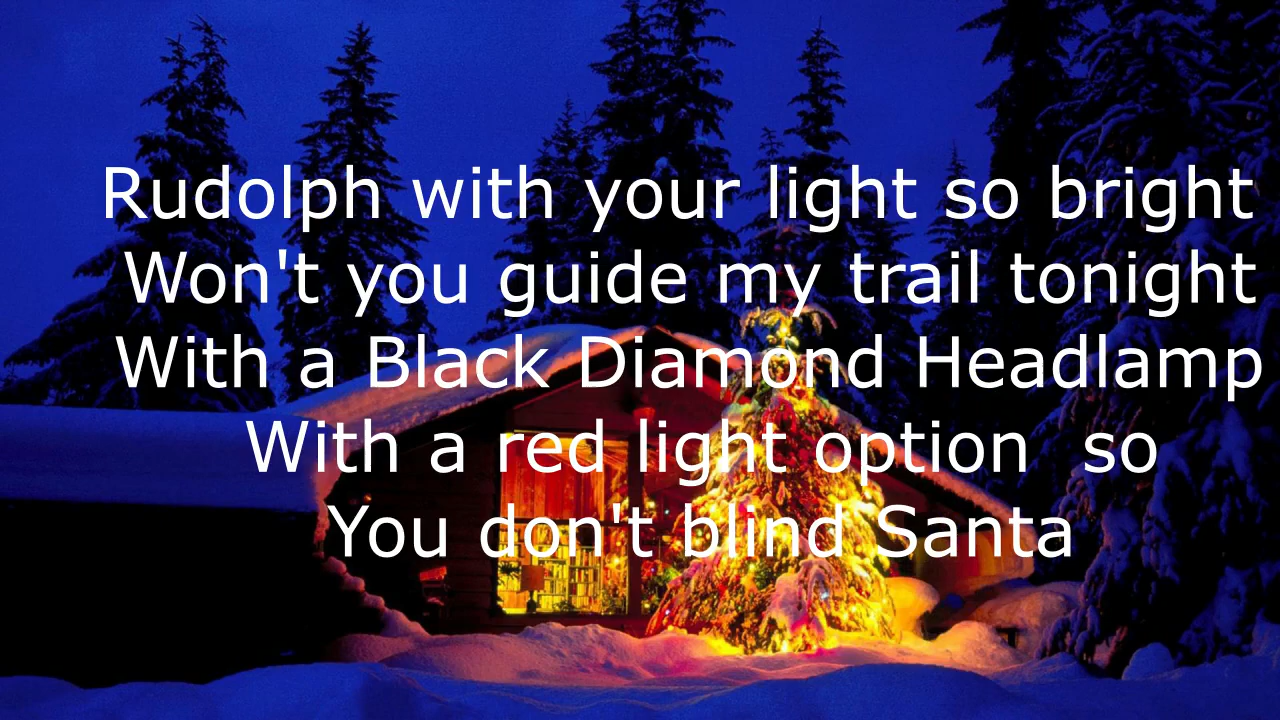 Rudolph with your light so bright
Won't you guide my trail tonight
With a Black Diamond Headlamp
With a red light option  so
You don't blind Santa